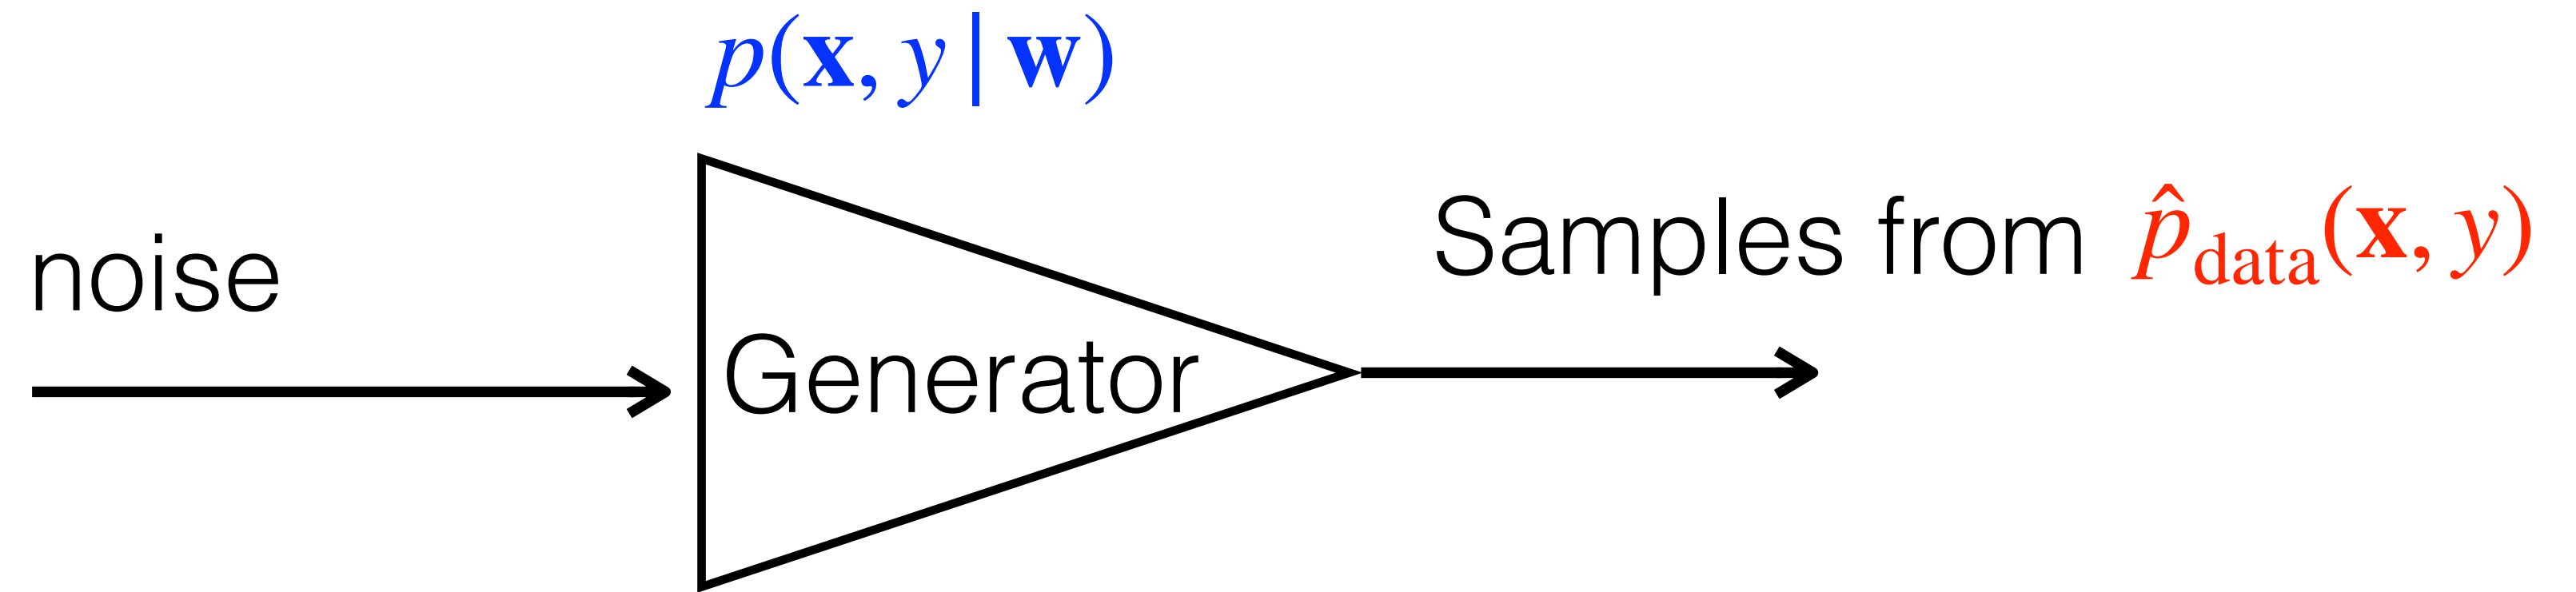 p(x, y | w)
noise
Generator
Samples from p̂data(x, y)